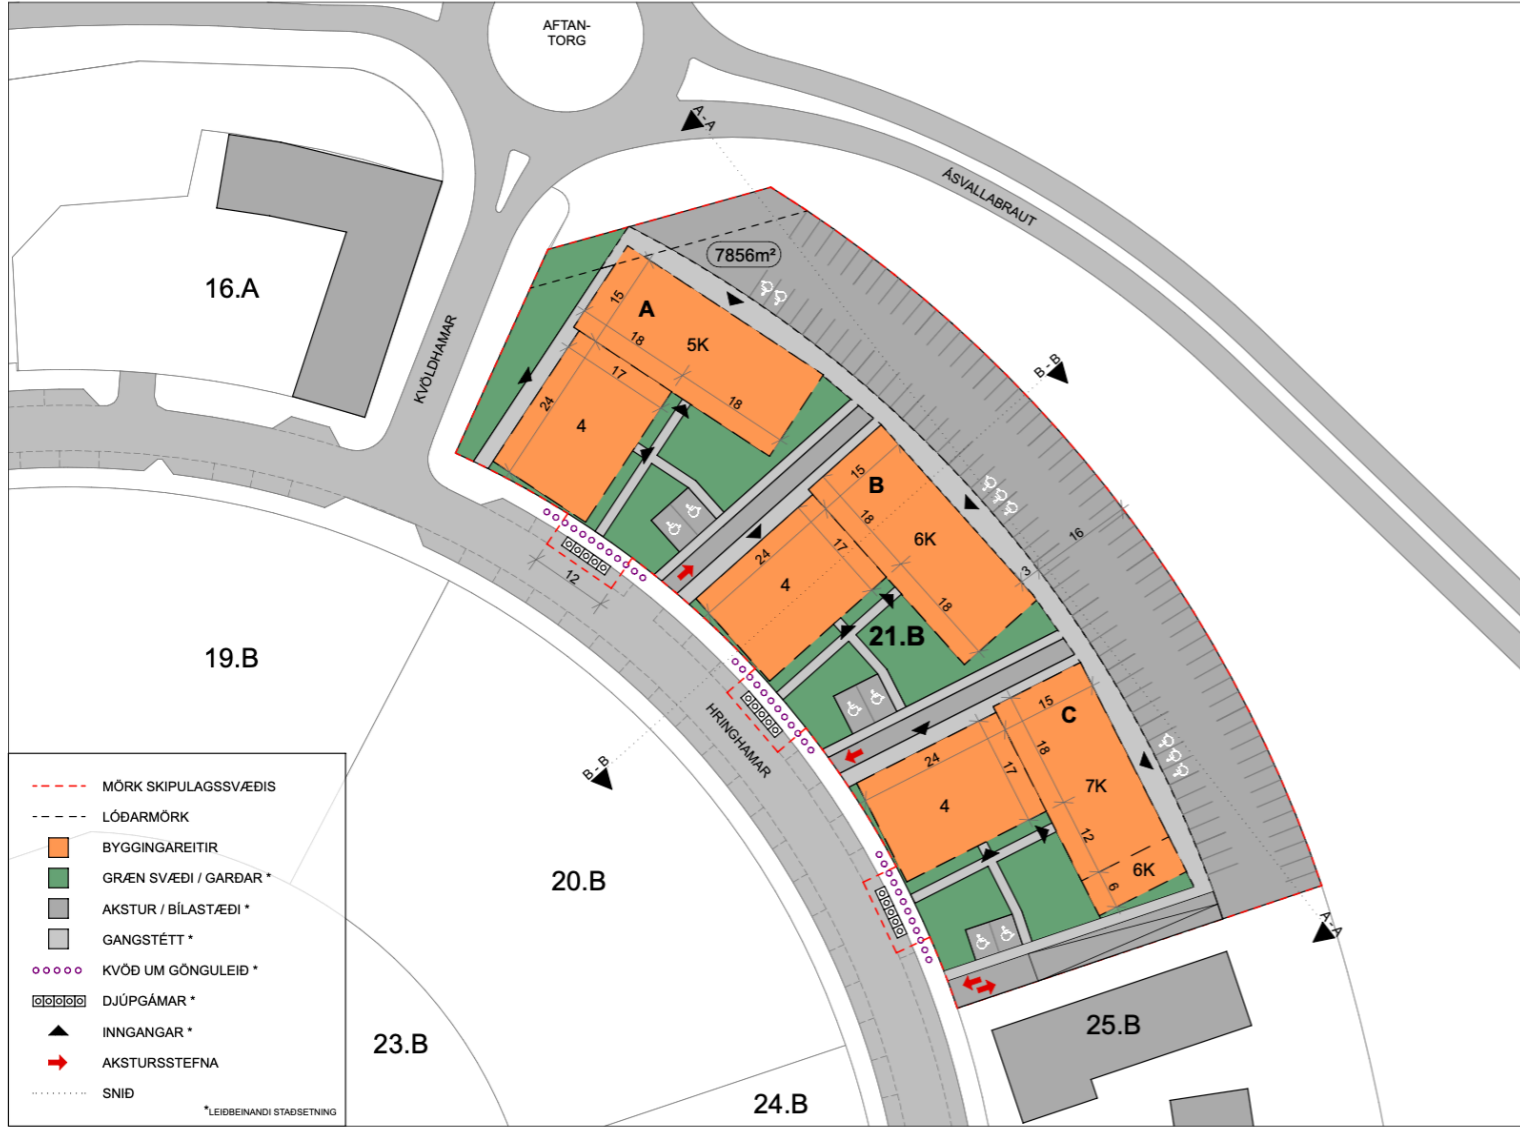 AFTAN-
TORG
A - A
ÁSVALLABRAUT
7856m²
16.A
KVÖLDHAMAR
15
A
18
5K
17
18
24
4
B - B
15
B
18
6K
24
17
4
18
16
3
12
21.B
19.B
HRINGHAMAR
B - B
15
C
18
24
17
7K
4
12
6K
6
20.B
A - A
25.B
23.B
24.B
MÖRK SKIPULAGSSVÆÐIS
LÓÐARMÖRK
BYGGINGAREITIR
GRÆN SVÆÐI / GARÐAR *
AKSTUR / BÍLASTÆÐI *
GANGSTÉTT *
KVÖÐ UM GÖNGULEIÐ *
DJÚPGÁMAR *
INNGANGAR *
AKSTURSSTEFNA
SNIÐ
*LEIÐBEINANDI STAÐSETNING